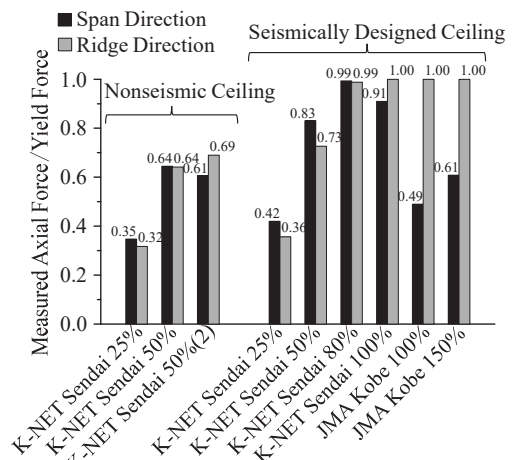 Span Direction
Ridge Direction
Seismically Designed Ceiling
Nonseismic Ceiling
Measured Axial Force/Yield Force
1.0
0.8
0.6
0.4
0.2
0.0
0.35
0.32
0.64
0.64
0.61
0.69
0.42
0.36
0.83
0.73
0.99
0.99
0.91
1.00
0.49
1.00
0.61
1.00
K-NET Sendai 25%
K-NET Sendai 50%
K-NET Sendai 50%(2)
K-NET Sendai 25%
K-NET Sendai 50%
K-NET Sendai 80%
K-NET Sendai 100%
JMA Kobe 100%
JMA Kobe 150%